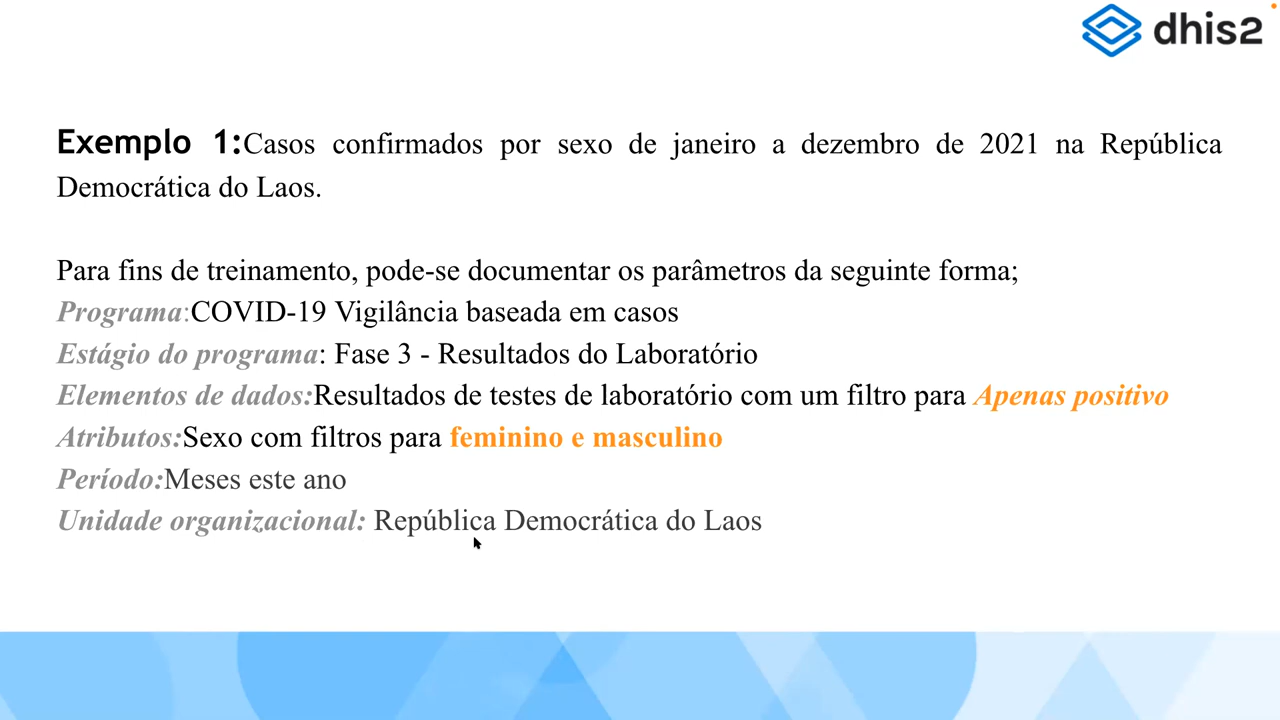 dhis2
Exemplo 1:Casos confirmados por sexo de janeiro a dezembro de 2021 na República
Democrática do Laos.
Para fins de treinamento, pode-se documentar os parâmetros da seguinte forma;
Programa:COVID-19 Vigilância baseada em casos
Estágio do programa: Fase 3 - Resultados do Laboratório
Elementos de dados:Resultados de testes de laboratório com um filtro para Apenas positivo
Atributos:Sexo com filtros para feminino e masculino
Período:Meses este ano
Unidade organizacional: República Democrática do Laos